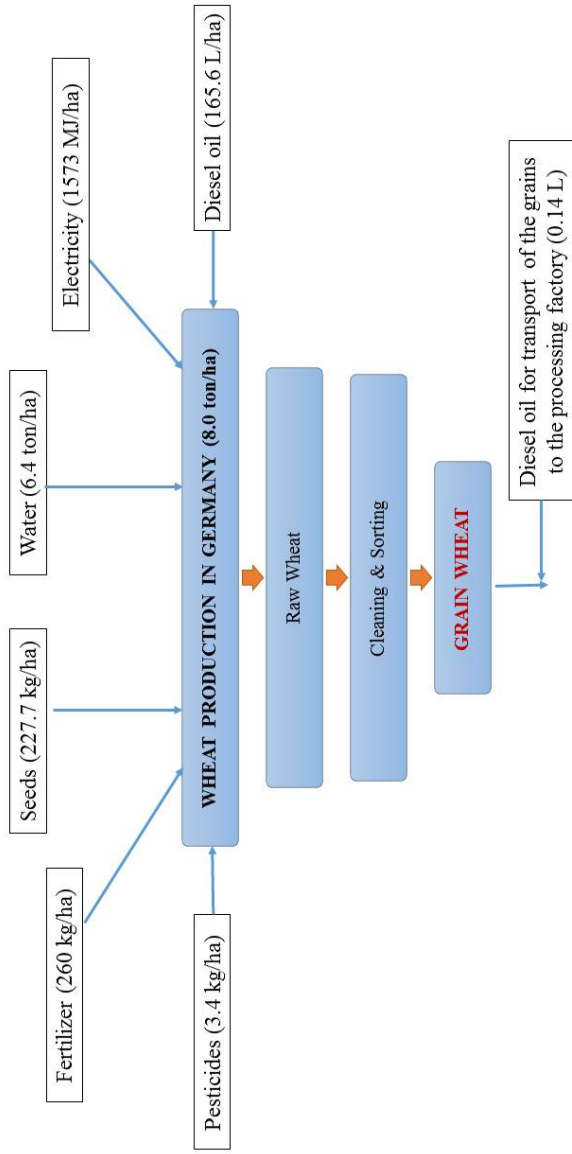 Water (6.4 ton/ha)
Seeds (227.7 kg/ha)
Electricity (1573 MJ/ha)
Fertilizer (260 kg/ha)
Pesticides (3.4 kg/ha)
WHEAT PRODUCTION IN GERMANY (8.0 ton/ha)
Diesel oil (165.6 L/ha)
Raw Wheat
Cleaning & Sorting
GRAIN WHEAT
Diesel oil for transport of the grains
to the processing factory (0.14 L)